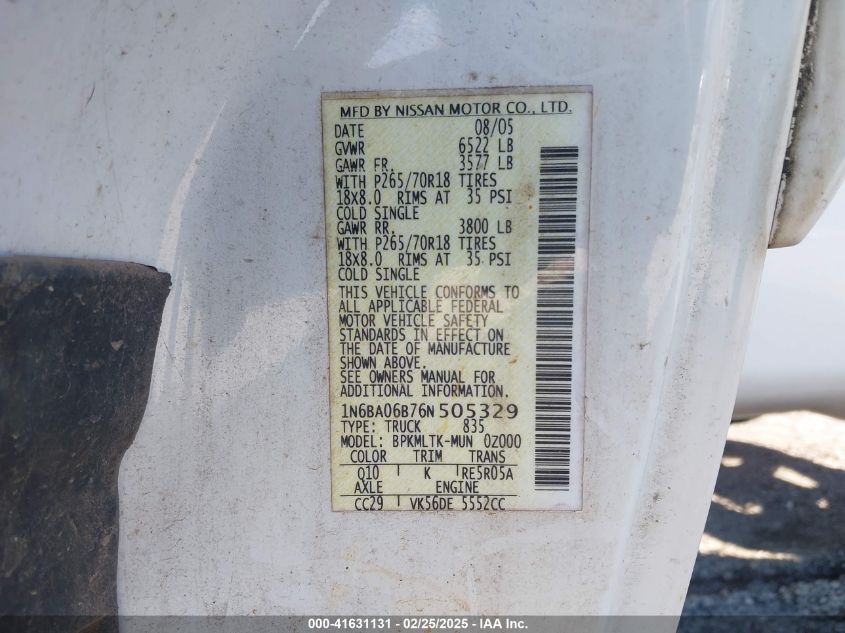 MFD BY NISSAN MOTOR CO., LTD.
DATE 08/05
GVWR 6522 LB
GAWR FR. 3577 LB
WITH P265/70R18 TIRES
18X8.0 RIMS AT 35 PSI
COLD SINGLE
GAWR RR. 3800 LB
WITH P265/70R18 TIRES
18X8.0 RIMS AT 35 PSI
COLD SINGLE
THIS VEHICLE CONFORMS TO
ALL APPLICABLE FEDERAL
MOTOR VEHICLE SAFETY
STANDARDS IN EFFECT ON
THE DATE OF MANUFACTURE
SHOWN ABOVE.
SEE OWNERS MANUAL FOR
ADDITIONAL INFORMATION.
1N6BA06B76N505329
TYPE: TRUCK 835
MODEL: BPKMLTK-MUN 0Z000
COLOR TRIM TRANS
Q10 K RE5R05A
AXLE ENGINE
CC29 VK56DE 5552CC
000-41631131 - 02/25/2025 - IAAI Inc.